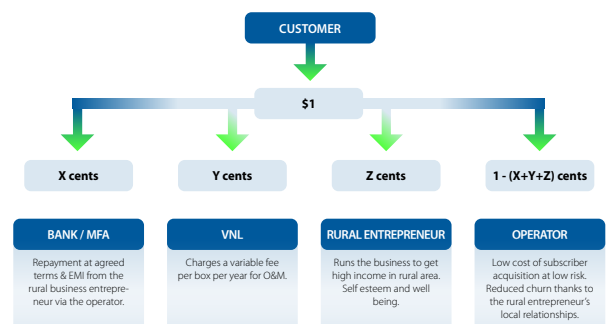 CUSTOMER
$1
X cents
Y cents
Z cents
1 - (X+Y+Z) cents
BANK / MFA
Repayment at agreed
terms & EMI from the
rural business entrepre-
neur via the operator.
VNL
Charges a variable fee
per box per year for O&M.
RURAL ENTREPRENEUR
Runs the business to get
high income in rural area.
Self esteem and well
being.
OPERATOR
Low cost of subscriber
acquisition at low risk.
Reduced churn thanks to
the rural entrepreneur's
local relationships.